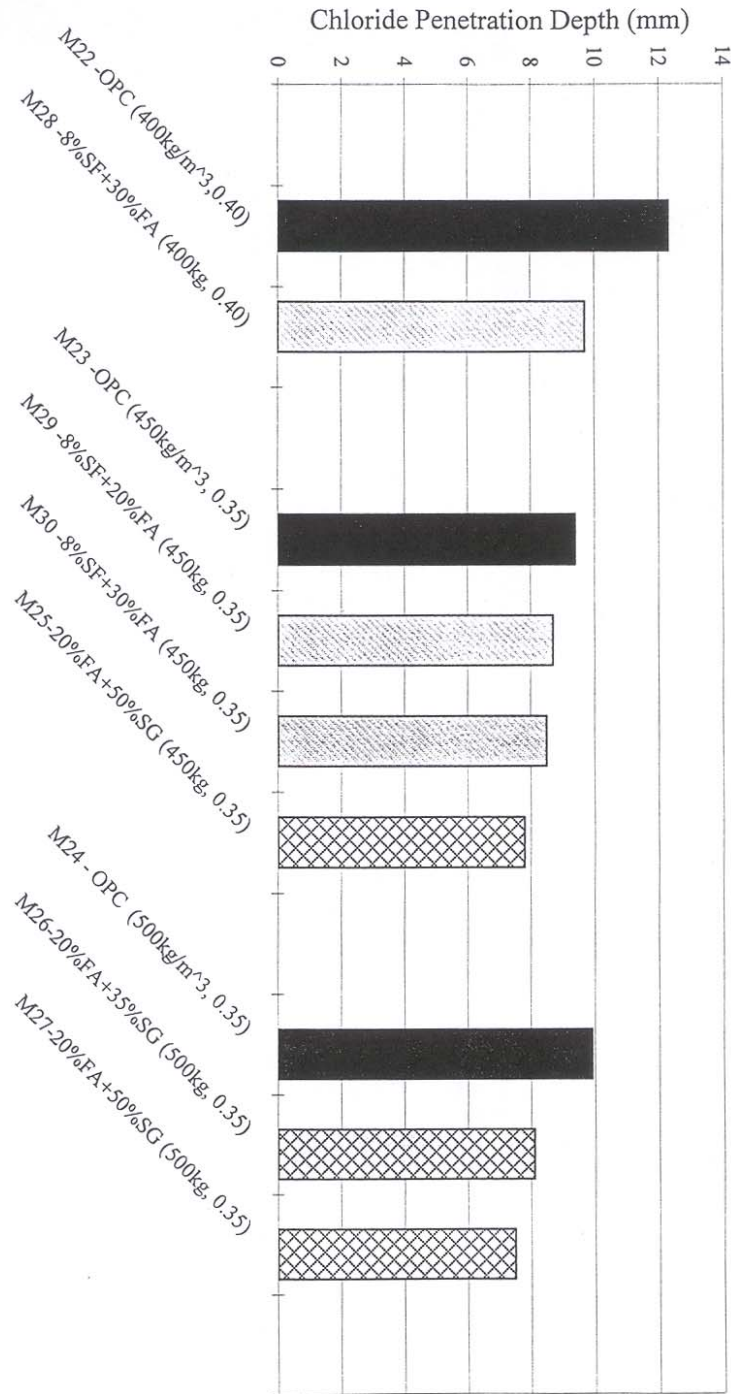 Chloride Penetration Depth (mm)
0
2
4
6
8
10
12
14
M22 -OPC (400kg/m^3,0.40)
M28 -8%SF+30%FA (400kg, 0.40)
M23 -OPC (450kg/m^3, 0.35)
M29 -8%SF+20%FA (450kg, 0.35)
M30 -8%SF+30%FA (450kg, 0.35)
M25-20%FA+50%SG (450kg, 0.35)
M24 - OPC (500kg/m^3, 0.35)
M26-20%FA+35%SG (500kg, 0.35)
M27-20%FA+50%SG (500kg, 0.35)